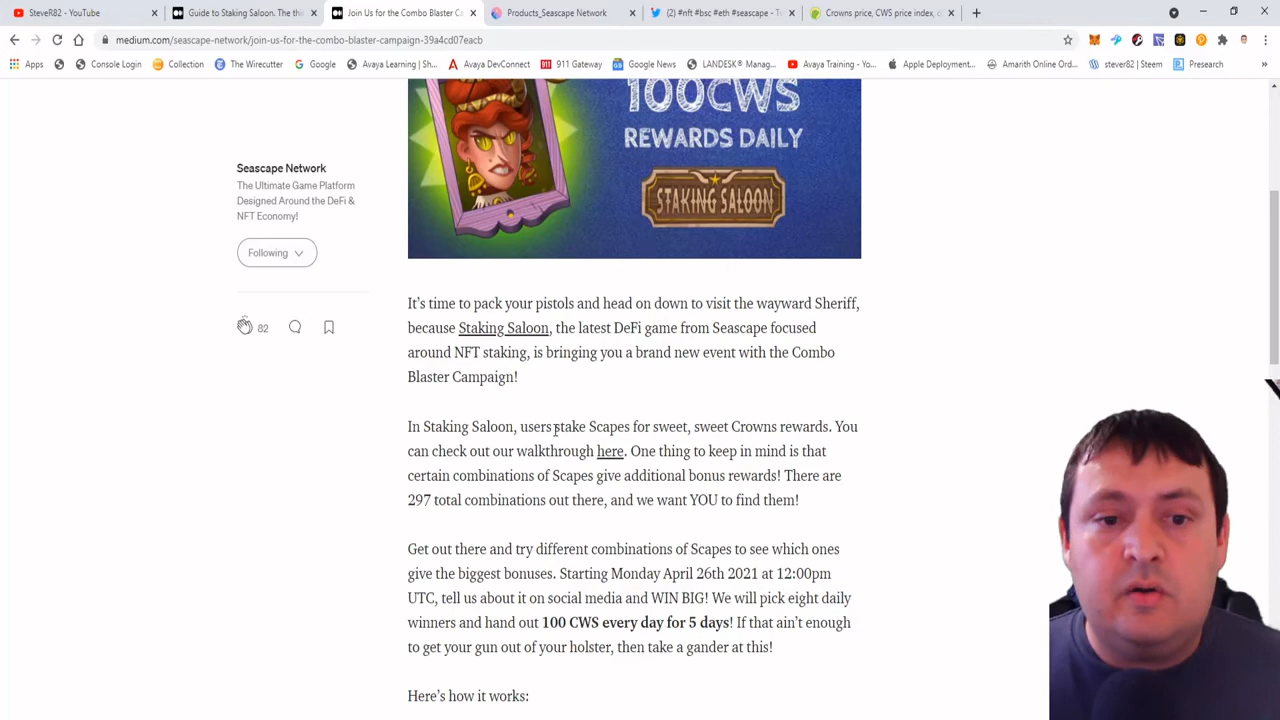 SteveR82 - YouTube
Guide to Staking Saloon. The thi
Join Us for the Combo Blaster Ca
Products_Seascape Network
(2) #nft #bsc #eth #seascape - Tw
Crowns price, CWS price index, c
medium.com/seascape-network/join-us-for-the-combo-blaster-campaign-39a4cd07eacb
Apps
Console Login
Collection
The Wirecutter
Google
Avaya Learning | Sh...
Avaya DevConnect
911 Gateway
Google News
LANDESK® Manag...
Avaya Training - Yo...
Apple Deployment...
Amarith Online Ord...
stever82 | Steem
Presearch
100CWS
REWARDS DAILY
STAKING SALOON
Seascape Network
The Ultimate Game Platform
Designed Around the DeFi &
NFT Economy!
Following
82
It's time to pack your pistols and head on down to visit the wayward Sheriff,
because Staking Saloon, the latest DeFi game from Seascape focused
around NFT staking, is bringing you a brand new event with the Combo
Blaster Campaign!
In Staking Saloon, users stake Scapes for sweet, sweet Crowns rewards. You
can check out our walkthrough here. One thing to keep in mind is that
certain combinations of Scapes give additional bonus rewards! There are
297 total combinations out there, and we want YOU to find them!
Get out there and try different combinations of Scapes to see which ones
give the biggest bonuses. Starting Monday April 26th 2021 at 12:00pm
UTC, tell us about it on social media and WIN BIG! We will pick eight daily
winners and hand out 100 CWS every day for 5 days! If that ain't enough
to get your gun out of your holster, then take a gander at this!
Here's how it works: